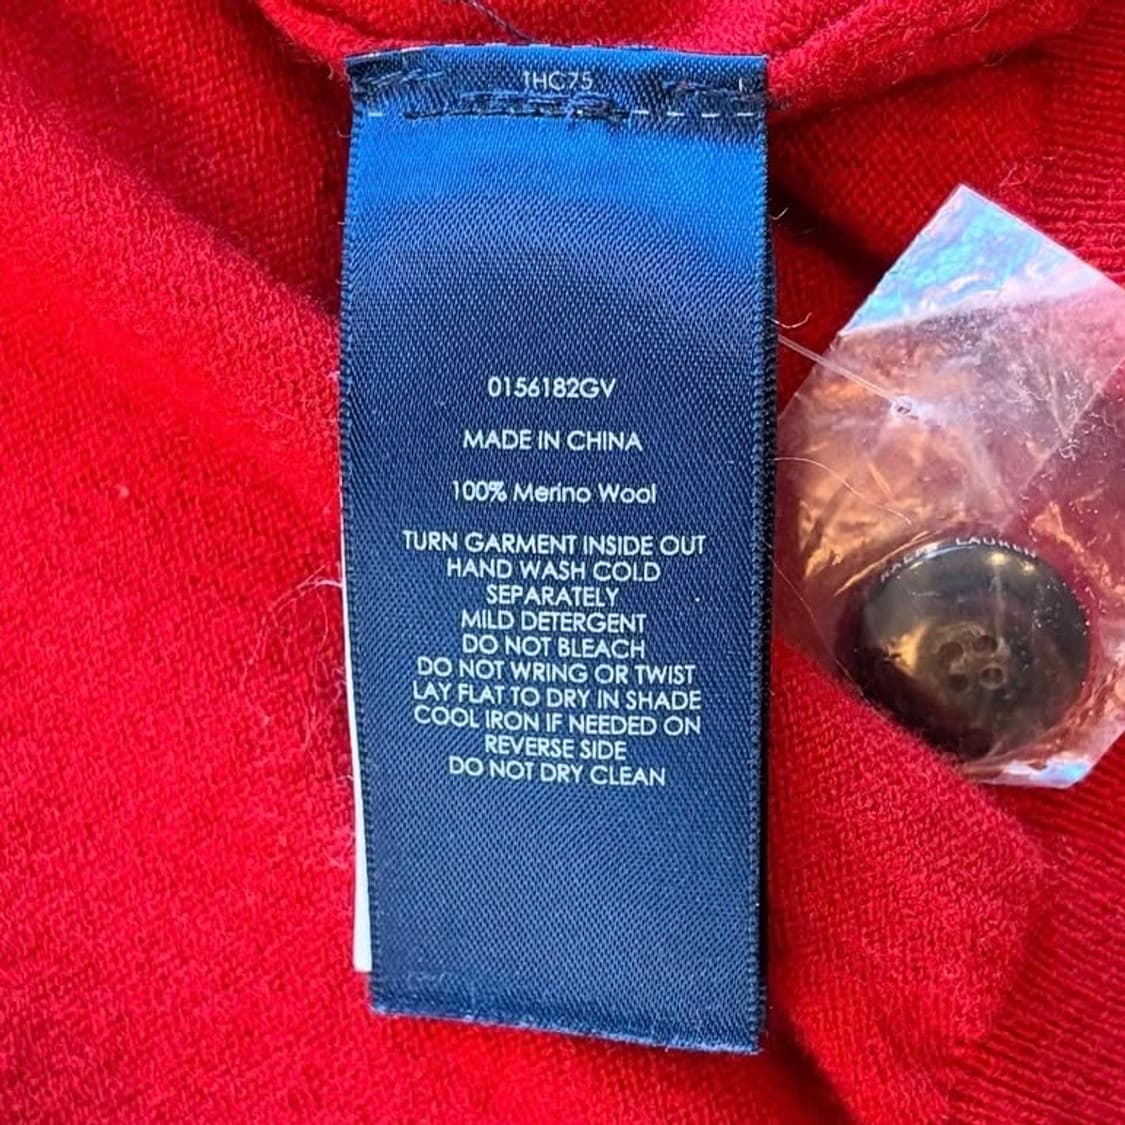 THC75
0156182GV
MADE IN CHINA
100% Merino Wool
TURN GARMENT INSIDE OUT
HAND WASH COLD
SEPARATELY
MILD DETERGENT
DO NOT BLEACH
DO NOT WRING OR TWIST
LAY FLAT TO DRY IN SHADE
COOL IRON IF NEEDED ON
REVERSE SIDE
DO NOT DRY CLEAN
RALPH LAUREN